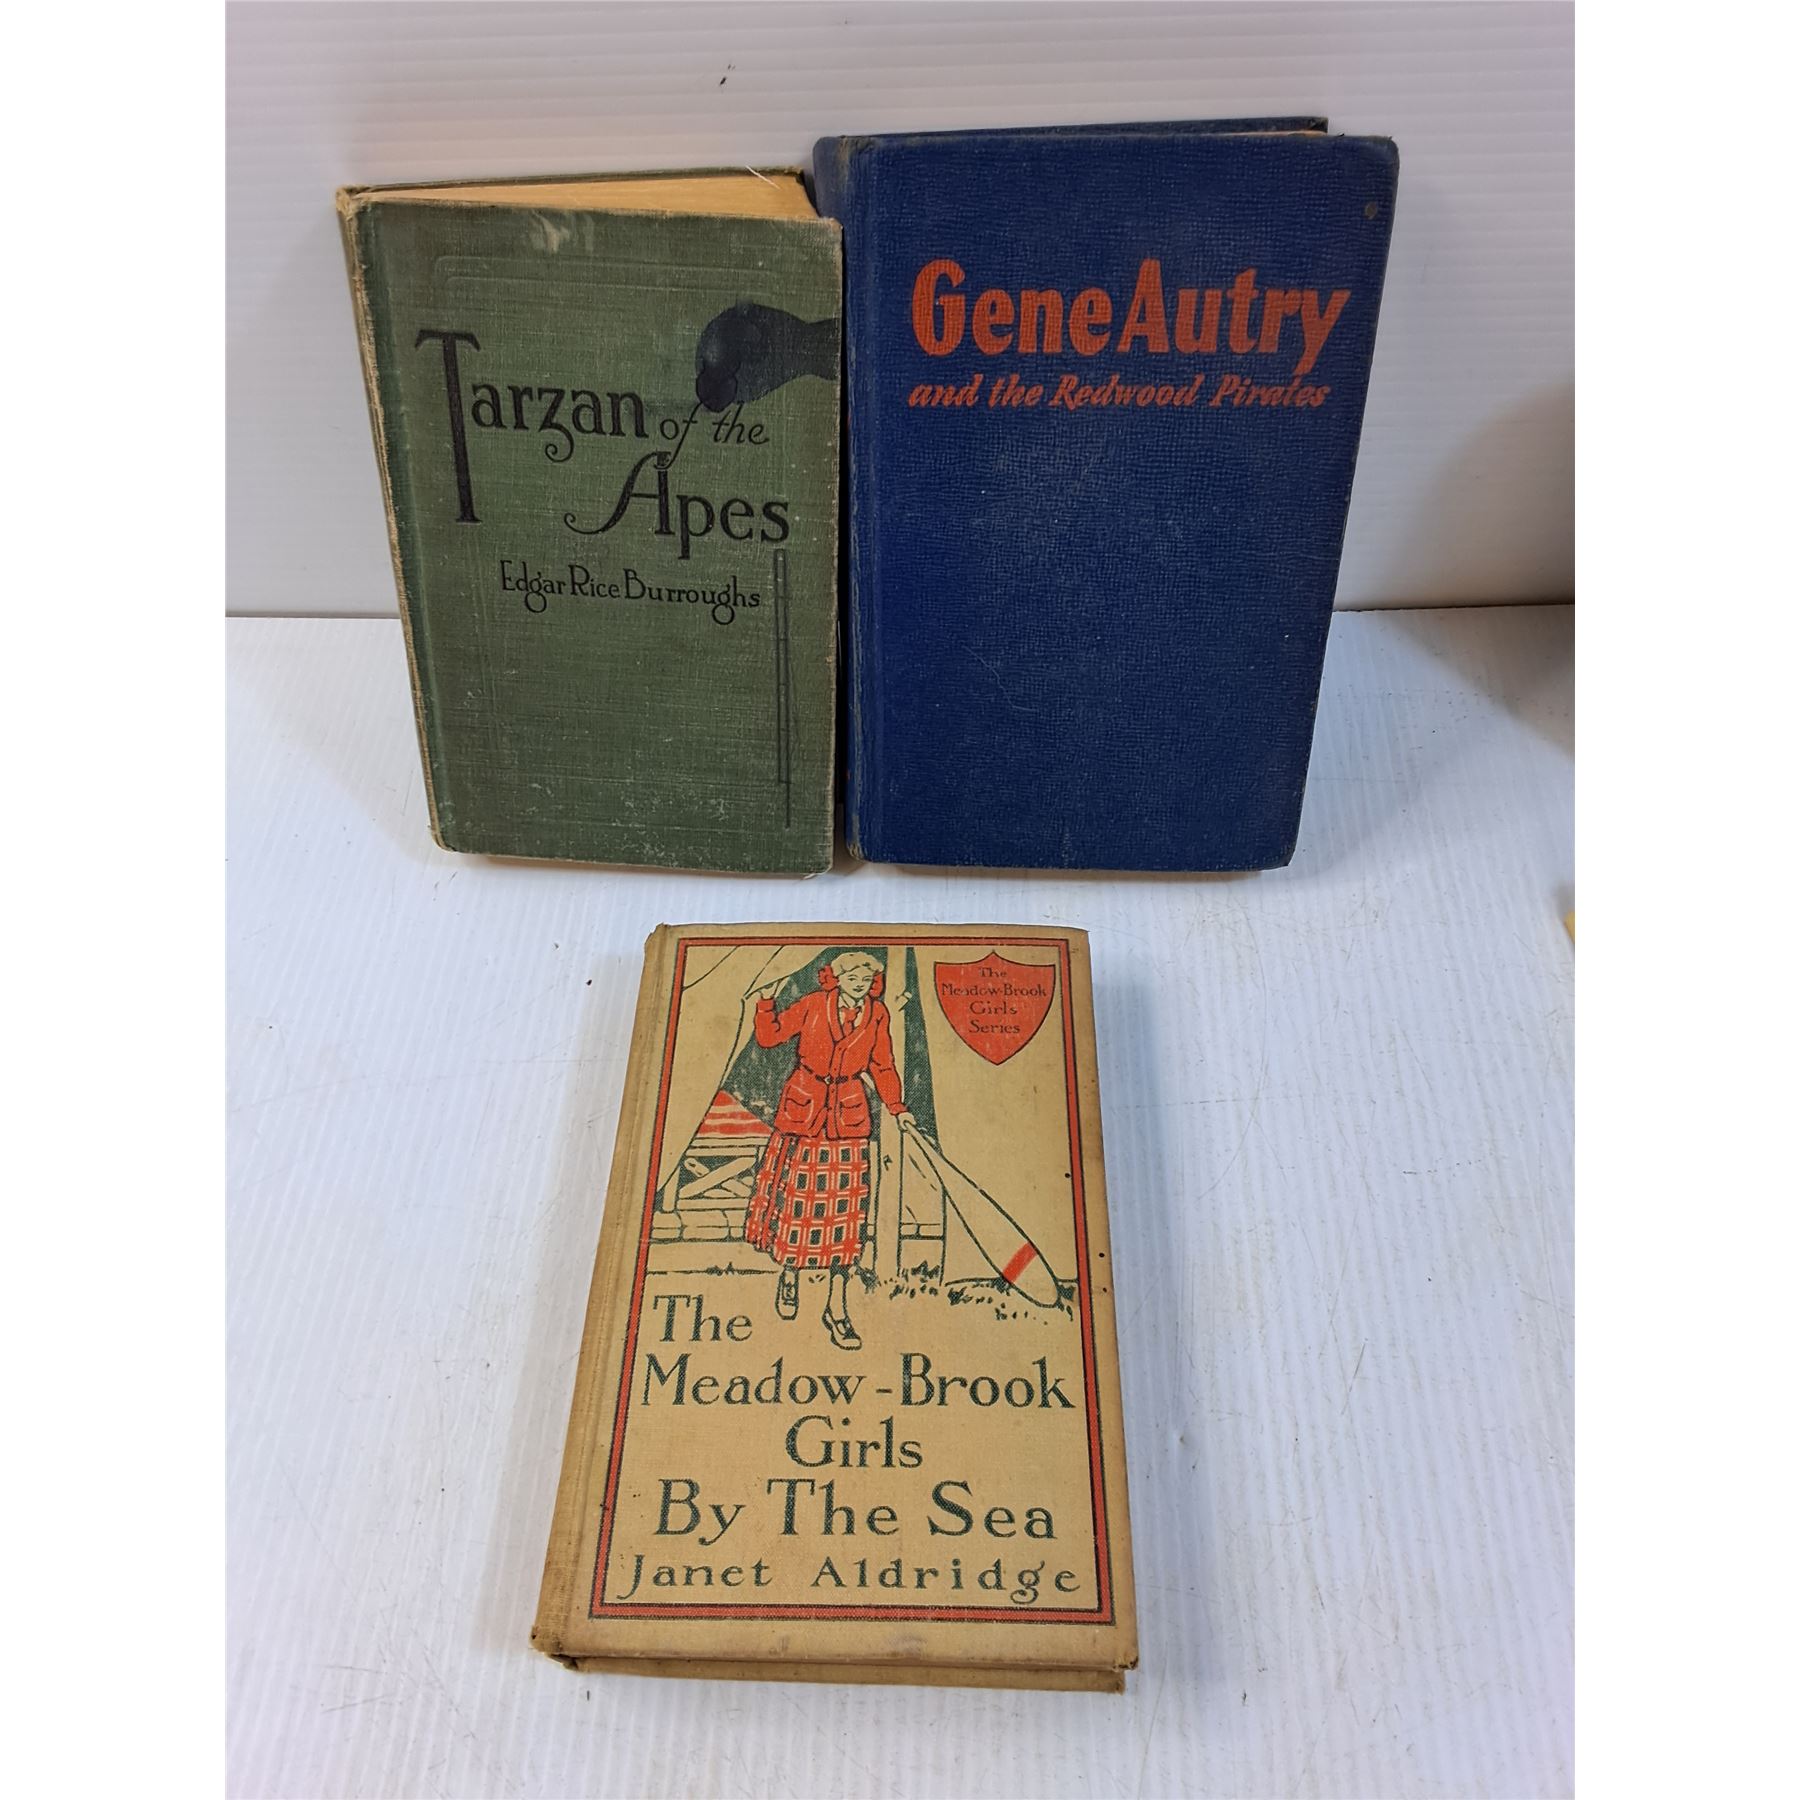 Tarzan of the
Apes
Edgar Rice Burroughs
Gene Autry
and the Redwood Pirates
The
Meadow-Brook
Girls
Series
The
Meadow-Brook
Girls
By The Sea
Janet Aldridge